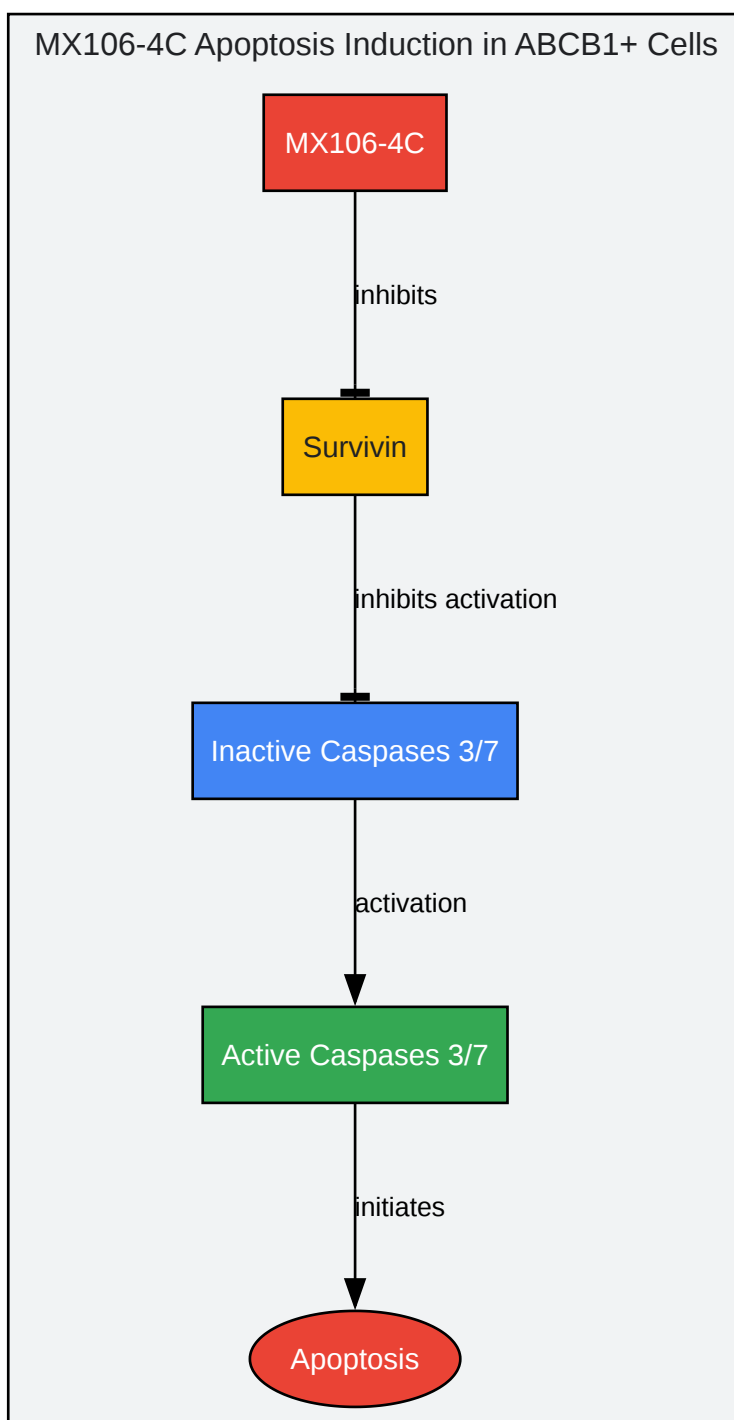 MX106-4C Apoptosis Induction in ABCB1+ Cells
MX106-4C
inhibits
Survivin
inhibits activation
Inactive Caspases 3/7
activation
Active Caspases 3/7
initiates
Apoptosis